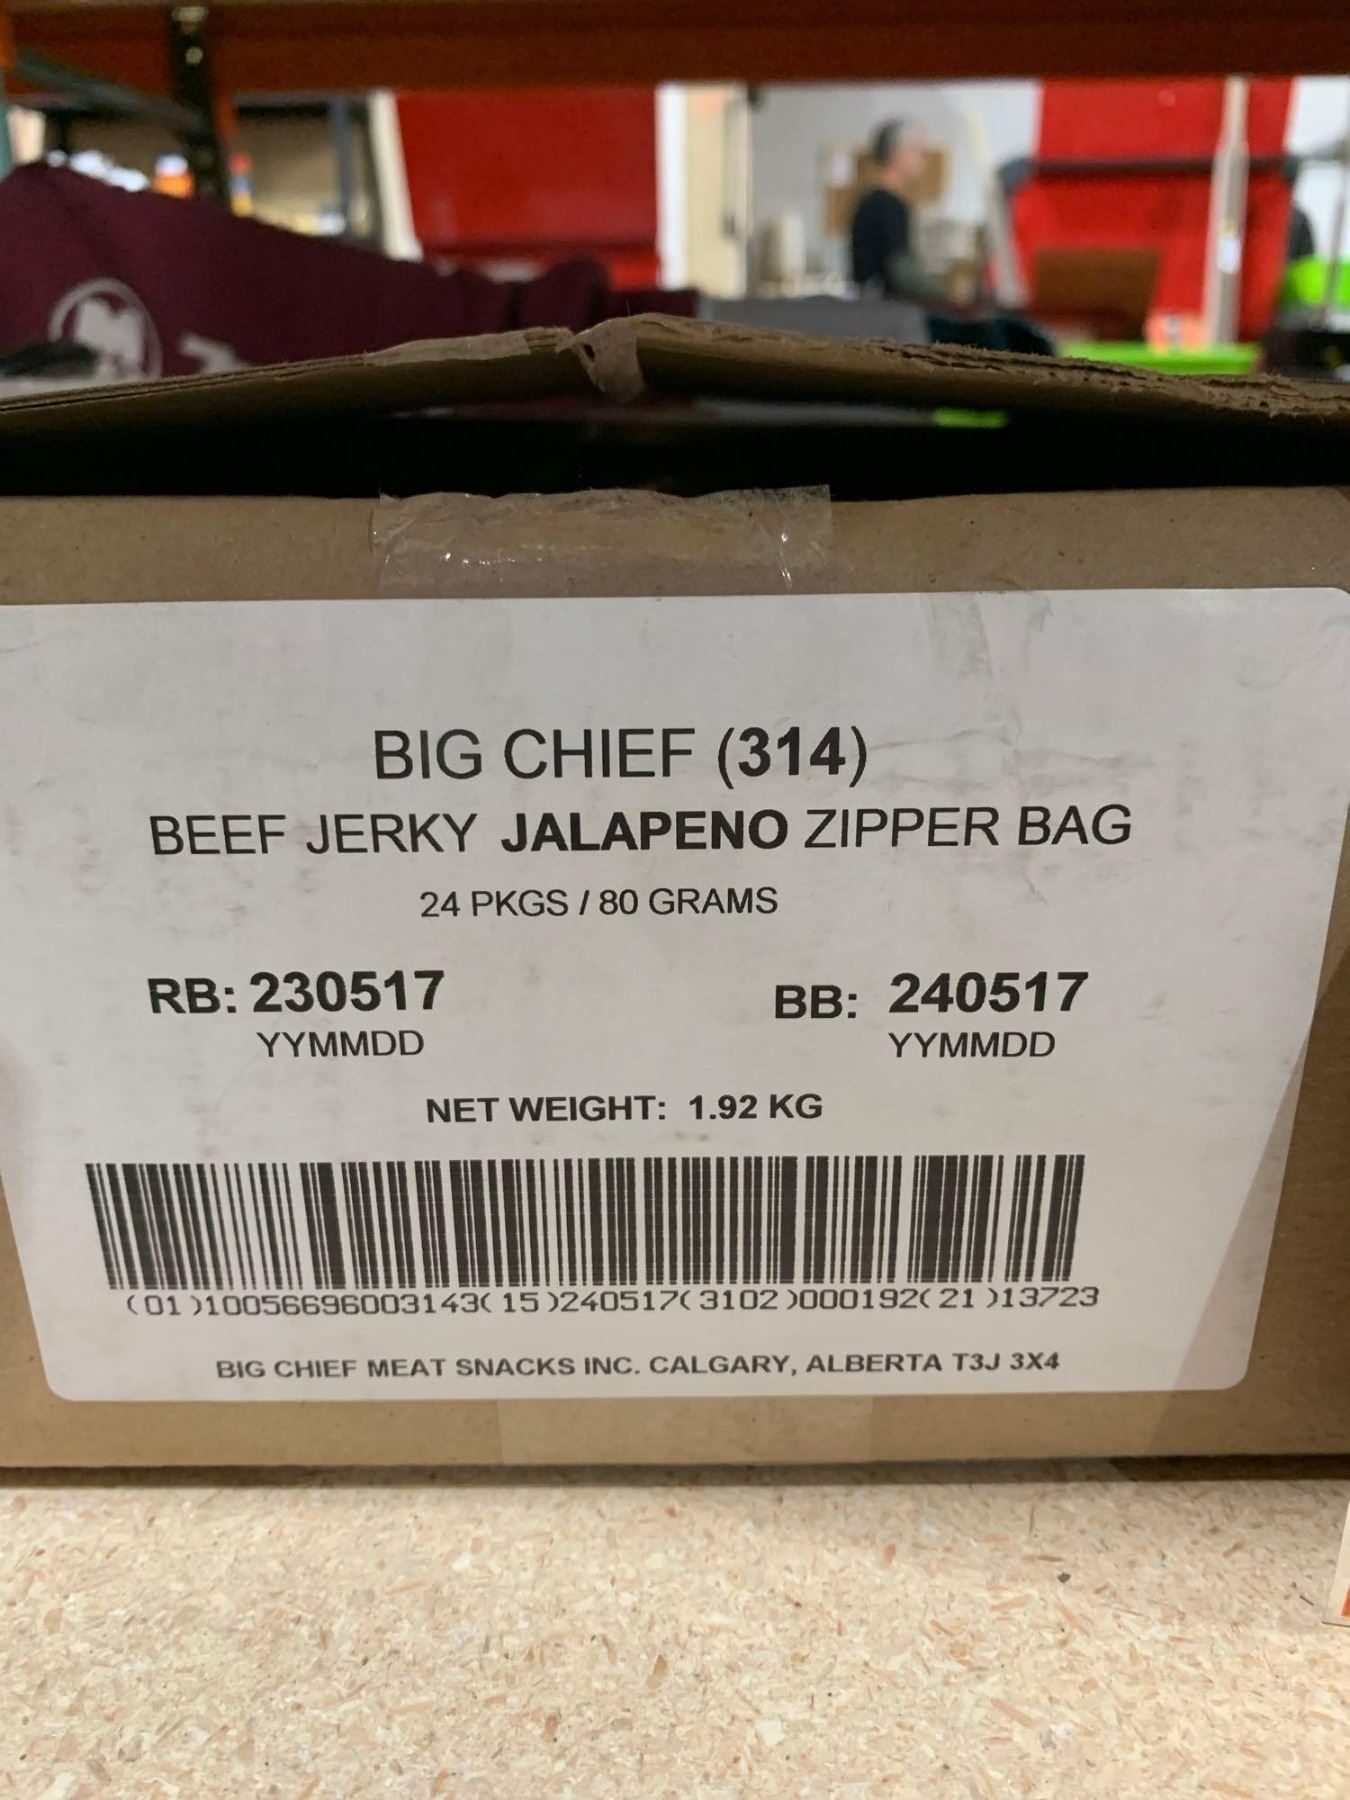 BIG CHIEF (314)
BEEF JERKY JALAPENO ZIPPER BAG
24 PKGS / 80 GRAMS
RB: 230517 BB: 240517
YYMMDD YYMMDD
NET WEIGHT: 1.92 KG
(01)10056696003143(15)240517(3102)000192(21)13723
BIG CHIEF MEAT SNACKS INC. CALGARY, ALBERTA T3J 3X4